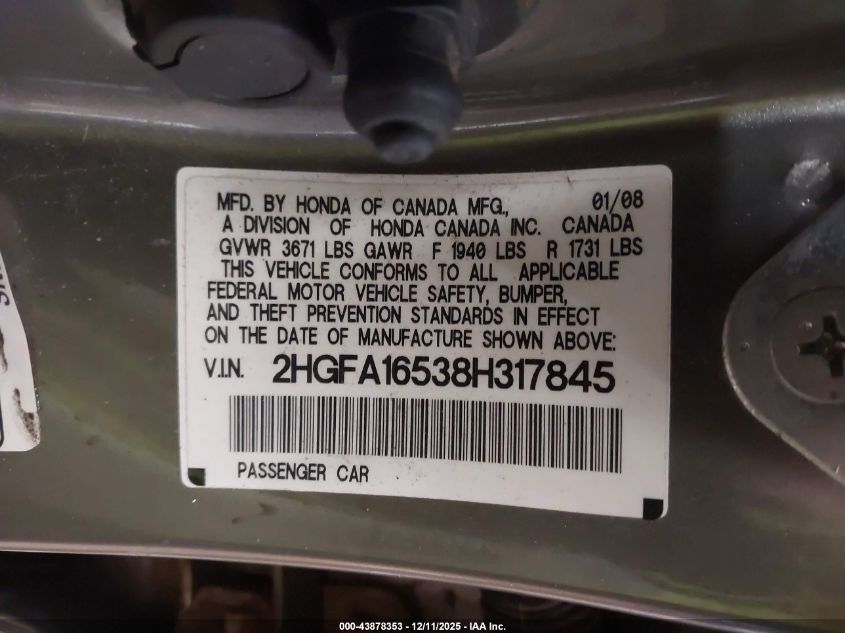 MFD. BY HONDA OF CANADA MFG., 01/08
A DIVISION OF HONDA CANADA INC. CANADA
GVWR 3671 LBS GAWR F 1940 LBS R 1731 LBS
THIS VEHICLE CONFORMS TO ALL APPLICABLE
FEDERAL MOTOR VEHICLE SAFETY, BUMPER,
AND THEFT PREVENTION STANDARDS IN EFFECT
ON THE DATE OF MANUFACTURE SHOWN ABOVE:
V.I.N. 2HGFA16538H317845
PASSENGER CAR
000-43878353 - 12/11/2025 - IAA Inc.